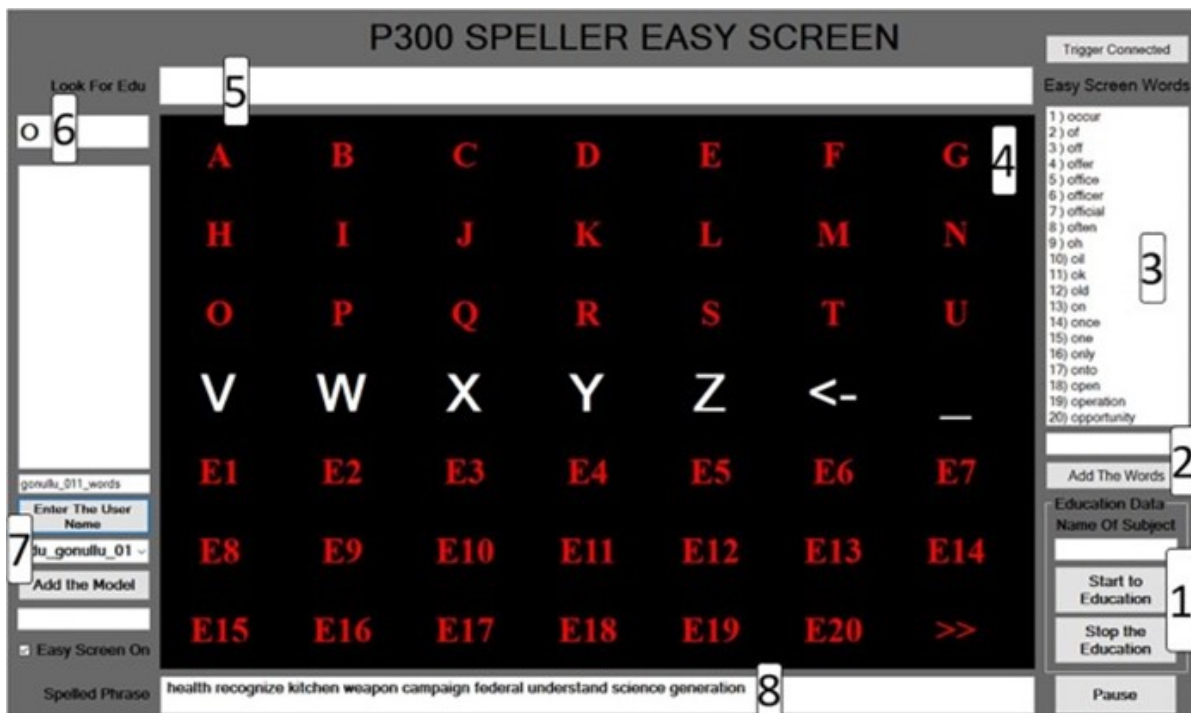 P300 SPELLER EASY SCREEN
Trigger Connected
Look For Edu
5
Easy Screen Words
o 6
A B C D E F G 4
H I J K L M N
O P Q R S T U
V W X Y Z <- _
E1 E2 E3 E4 E5 E6 E7
E8 E9 E10 E11 E12 E13 E14
E15 E16 E17 E18 E19 E20 >>
1 ) occur
2 ) of
3 ) off
4 ) offer
5 ) office
6 ) officer
7 ) official
8 ) often
9 ) oh
10) oil
11) ok
12) old
13) on
14) once
15) one
16) only
17) onto
18) open
19) operation
20) opportunity
3
2
Add The Words
Education Data
Name Of Subject
Start to
Education
1
Stop the
Education
Pause
gonullu_011_words
Enter The User
Name
7
du_gonullu_01
Add the Model
Easy Screen On
Spelled Phrase
health recognize kitchen weapon campaign federal understand science generation
8